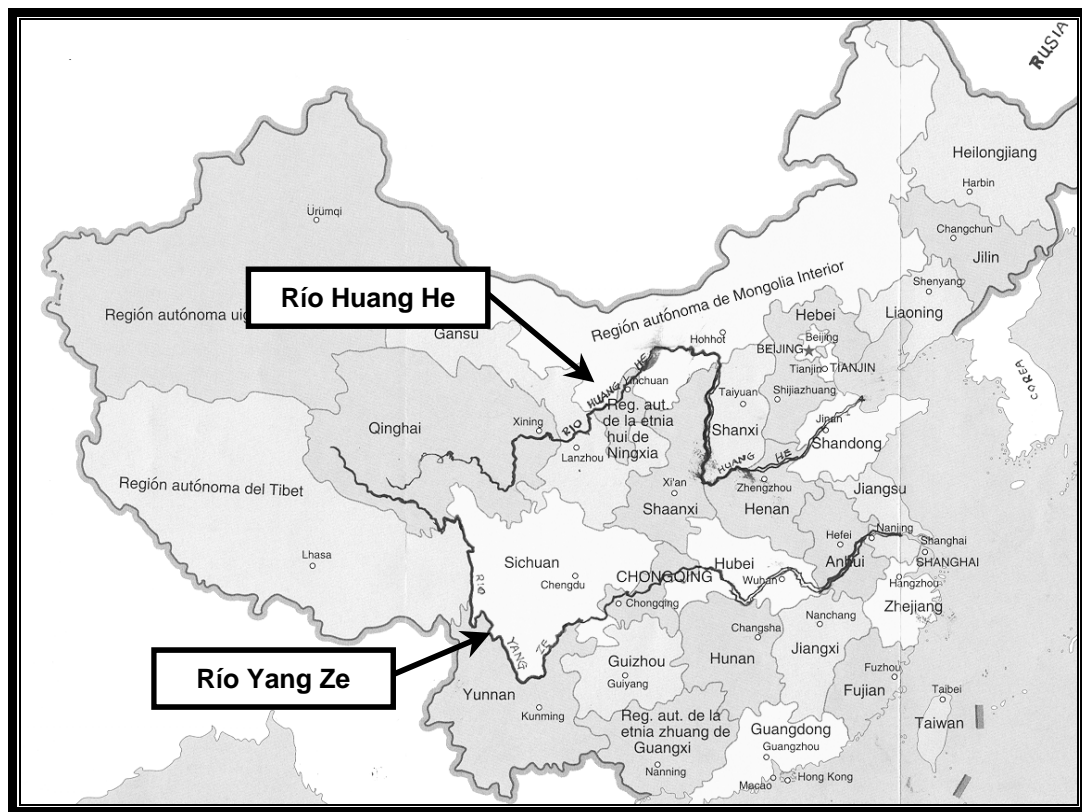 RUSIA
Heilongjiang
Harbin
Ürümqi
Changchun
Jilin
Shenyang
Río Huang He
Región autónoma de Mongolia Interior
Región autónoma uig
Gansu
Hebei
Liaoning
Hohhot
BEIJING
Beijing
Tianjin
TIANJIN
COREA
RÍO HUANG HE
Taiyuan
Shijiazhuang
Reg. aut.
de la etnia
hui de
Ningxia
Qinghai
Xining
Lanzhou
Shanxi
Jinan
Shandong
HUANG HE
Región autónoma del Tibet
Xi'an
Zhengzhou
Jiangsu
Shaanxi
Henan
Lhasa
Sichuan
Chengdu
Hefei
Nanjing
Shanghai
SHANGHAI
Anhui
Hubei
Wuhan
CHONGQING
Chongqing
Hangzhou
Zhejiang
RÍO YANG ZE
Changsha
Nanchang
Hunan
Jiangxi
Río Yang Ze
Guizhou
Guiyang
Fuzhou
Fujian
Yunnan
Kunming
Taibei
Taiwan
Reg. aut. de la
etnia zhuang de
Guangxi
Nanning
Guangdong
Guangzhou
Macao
Hong Kong